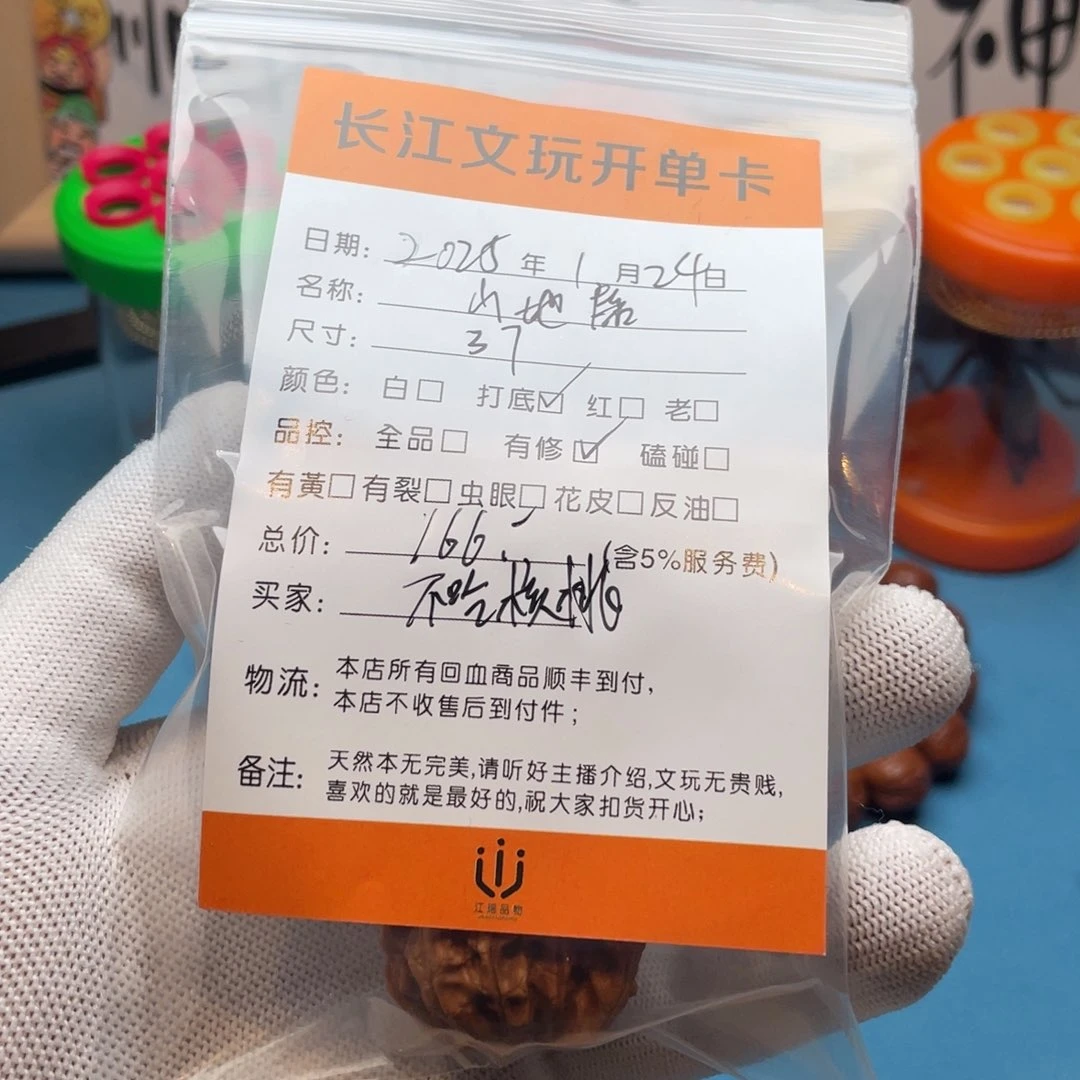 神
长江文玩开单卡
日期: 2025年1月24日
名称: 山地陷
尺寸: 37
颜色: 白□ 打底☑ 红□ 老□
品控: 全品□ 有修☑ 磕碰□
有黄□有裂□虫眼□花皮□反油□
总价: 166.- (含5%服务费)
买家: 不吃核桃
物流: 本店所有回血商品顺丰到付,
本店不收售后到付件;
备注: 天然本无完美,请听好主播介绍,文玩无贵贱,
喜欢的就是最好的,祝大家扣货开心;
江瑶品物